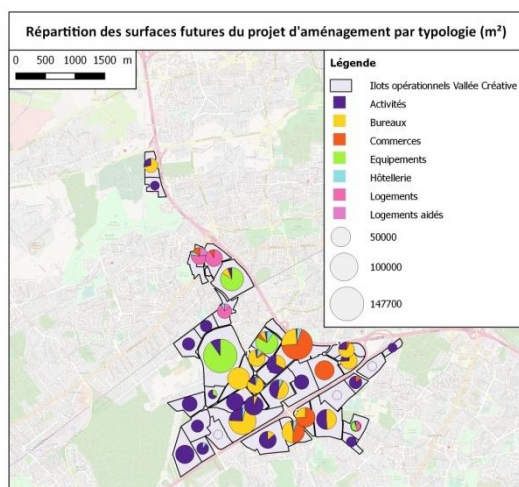 Répartition des surfaces futures du projet d'aménagement par typologie (m²)
0 500 1000 1500 m
Légende
Ilots opérationnels Vallée Créative
Activités
Bureaux
Commerces
Equipements
Hôtellerie
Logements
Logements aidés
50000
100000
147700